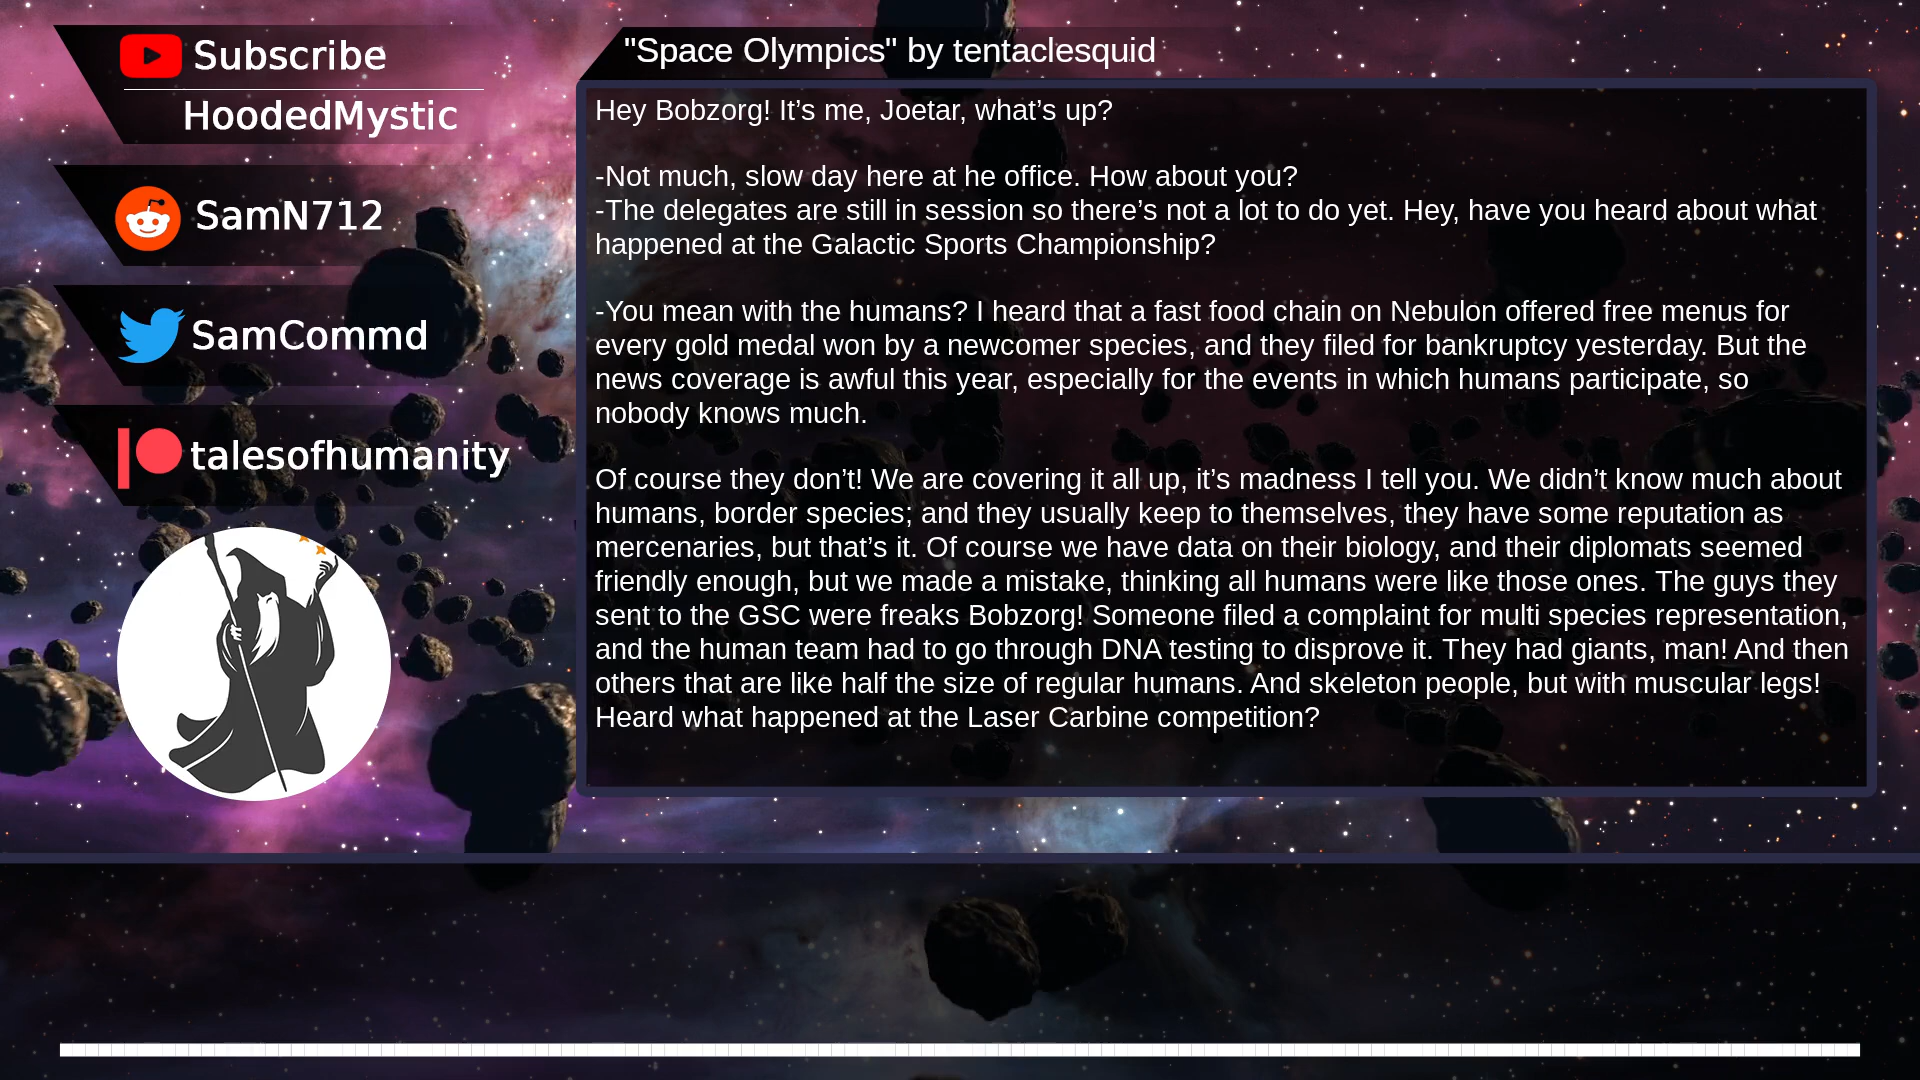 Subscribe
HoodedMystic
SamN712
SamCommd
talesofhumanity
"Space Olympics" by tentaclesquid
Hey Bobzorg! It’s me, Joetar, what’s up?
-Not much, slow day here at he office. How about you?
-The delegates are still in session so there’s not a lot to do yet. Hey, have you heard about what
happened at the Galactic Sports Championship?
-You mean with the humans? I heard that a fast food chain on Nebulon offered free menus for
every gold medal won by a newcomer species, and they filed for bankruptcy yesterday. But the
news coverage is awful this year, especially for the events in which humans participate, so
nobody knows much.
Of course they don’t! We are covering it all up, it’s madness I tell you. We didn’t know much about
humans, border species; and they usually keep to themselves, they have some reputation as
mercenaries, but that’s it. Of course we have data on their biology, and their diplomats seemed
friendly enough, but we made a mistake, thinking all humans were like those ones. The guys they
sent to the GSC were freaks Bobzorg! Someone filed a complaint for multi species representation,
and the human team had to go through DNA testing to disprove it. They had giants, man! And then
others that are like half the size of regular humans. And skeleton people, but with muscular legs!
Heard what happened at the Laser Carbine competition?